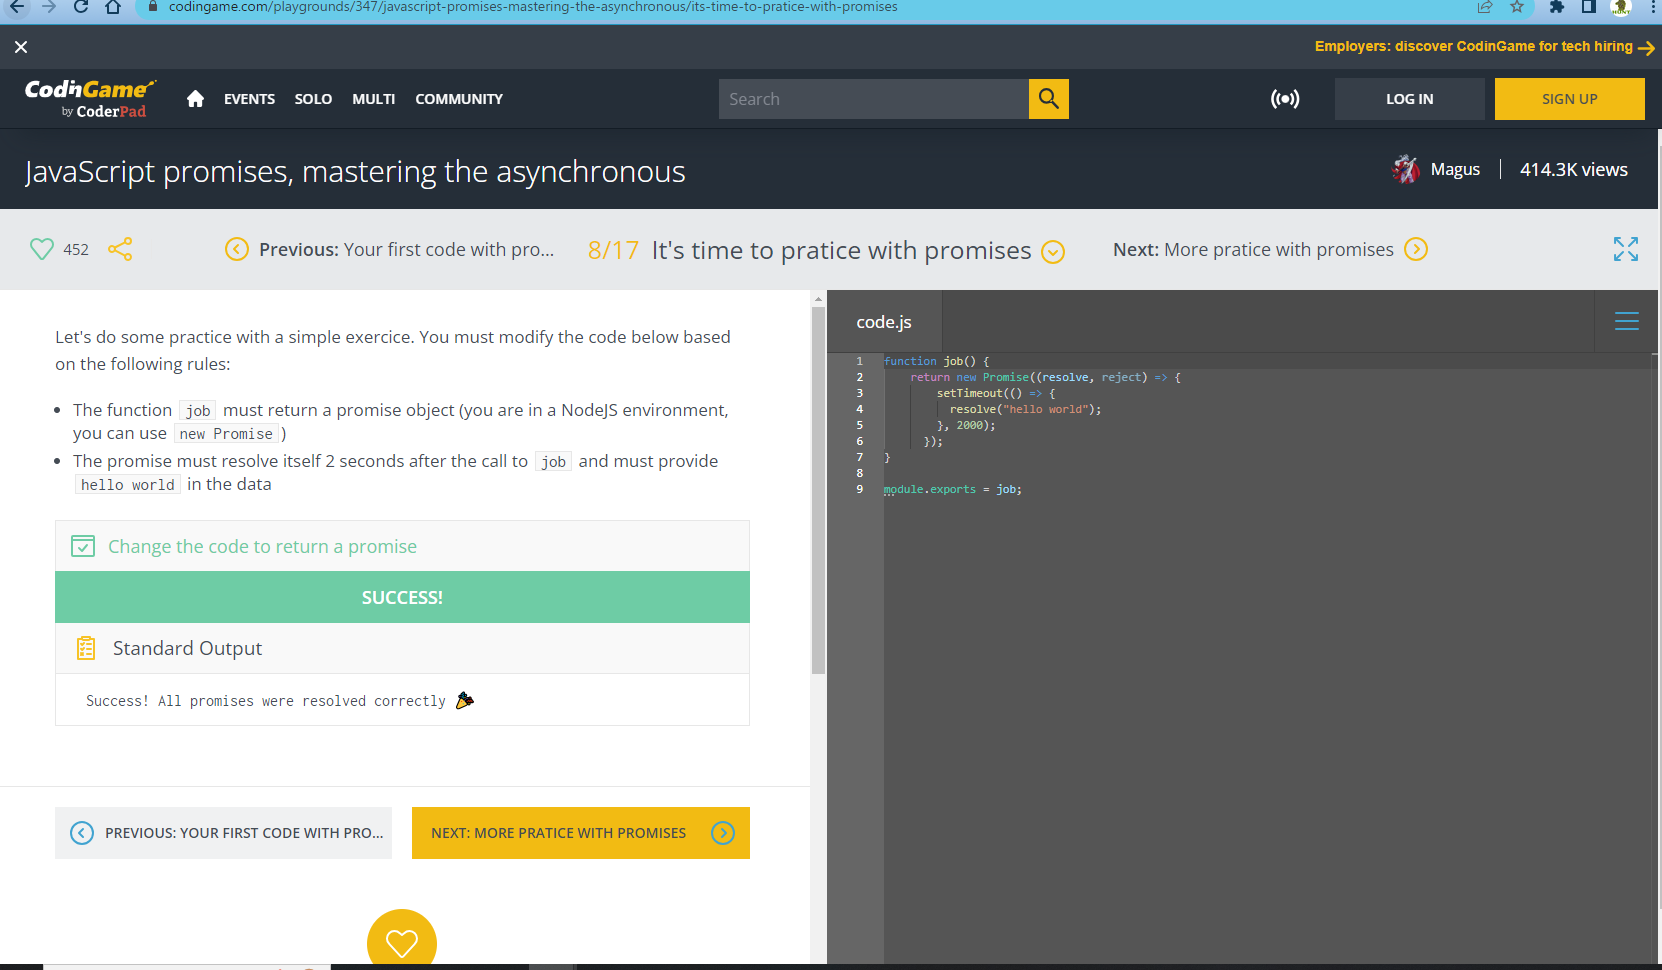 codingame.com/playgrounds/347/javascript-promises-mastering-the-asynchronous/its-time-to-pratice-with-promises
Employers: discover CodinGame for tech hiring
CodinGame
by CoderPad
EVENTS SOLO MULTI COMMUNITY
Search
LOG IN
SIGN UP
JavaScript promises, mastering the asynchronous
Magus
414.3K views
452
Previous: Your first code with pro...
8/17 It's time to pratice with promises
Next: More pratice with promises
Let's do some practice with a simple exercice. You must modify the code below based
on the following rules:
• The function job must return a promise object (you are in a NodeJS environment,
you can use new Promise )
• The promise must resolve itself 2 seconds after the call to job and must provide
hello world in the data
Change the code to return a promise
SUCCESS!
Standard Output
Success! All promises were resolved correctly
PREVIOUS: YOUR FIRST CODE WITH PRO...
NEXT: MORE PRATICE WITH PROMISES
code.js
1 function job() {
2 return new Promise((resolve, reject) => {
3 setTimeout(() => {
4 resolve("hello world");
5 }, 2000);
6 });
7 }
8
9 module.exports = job;